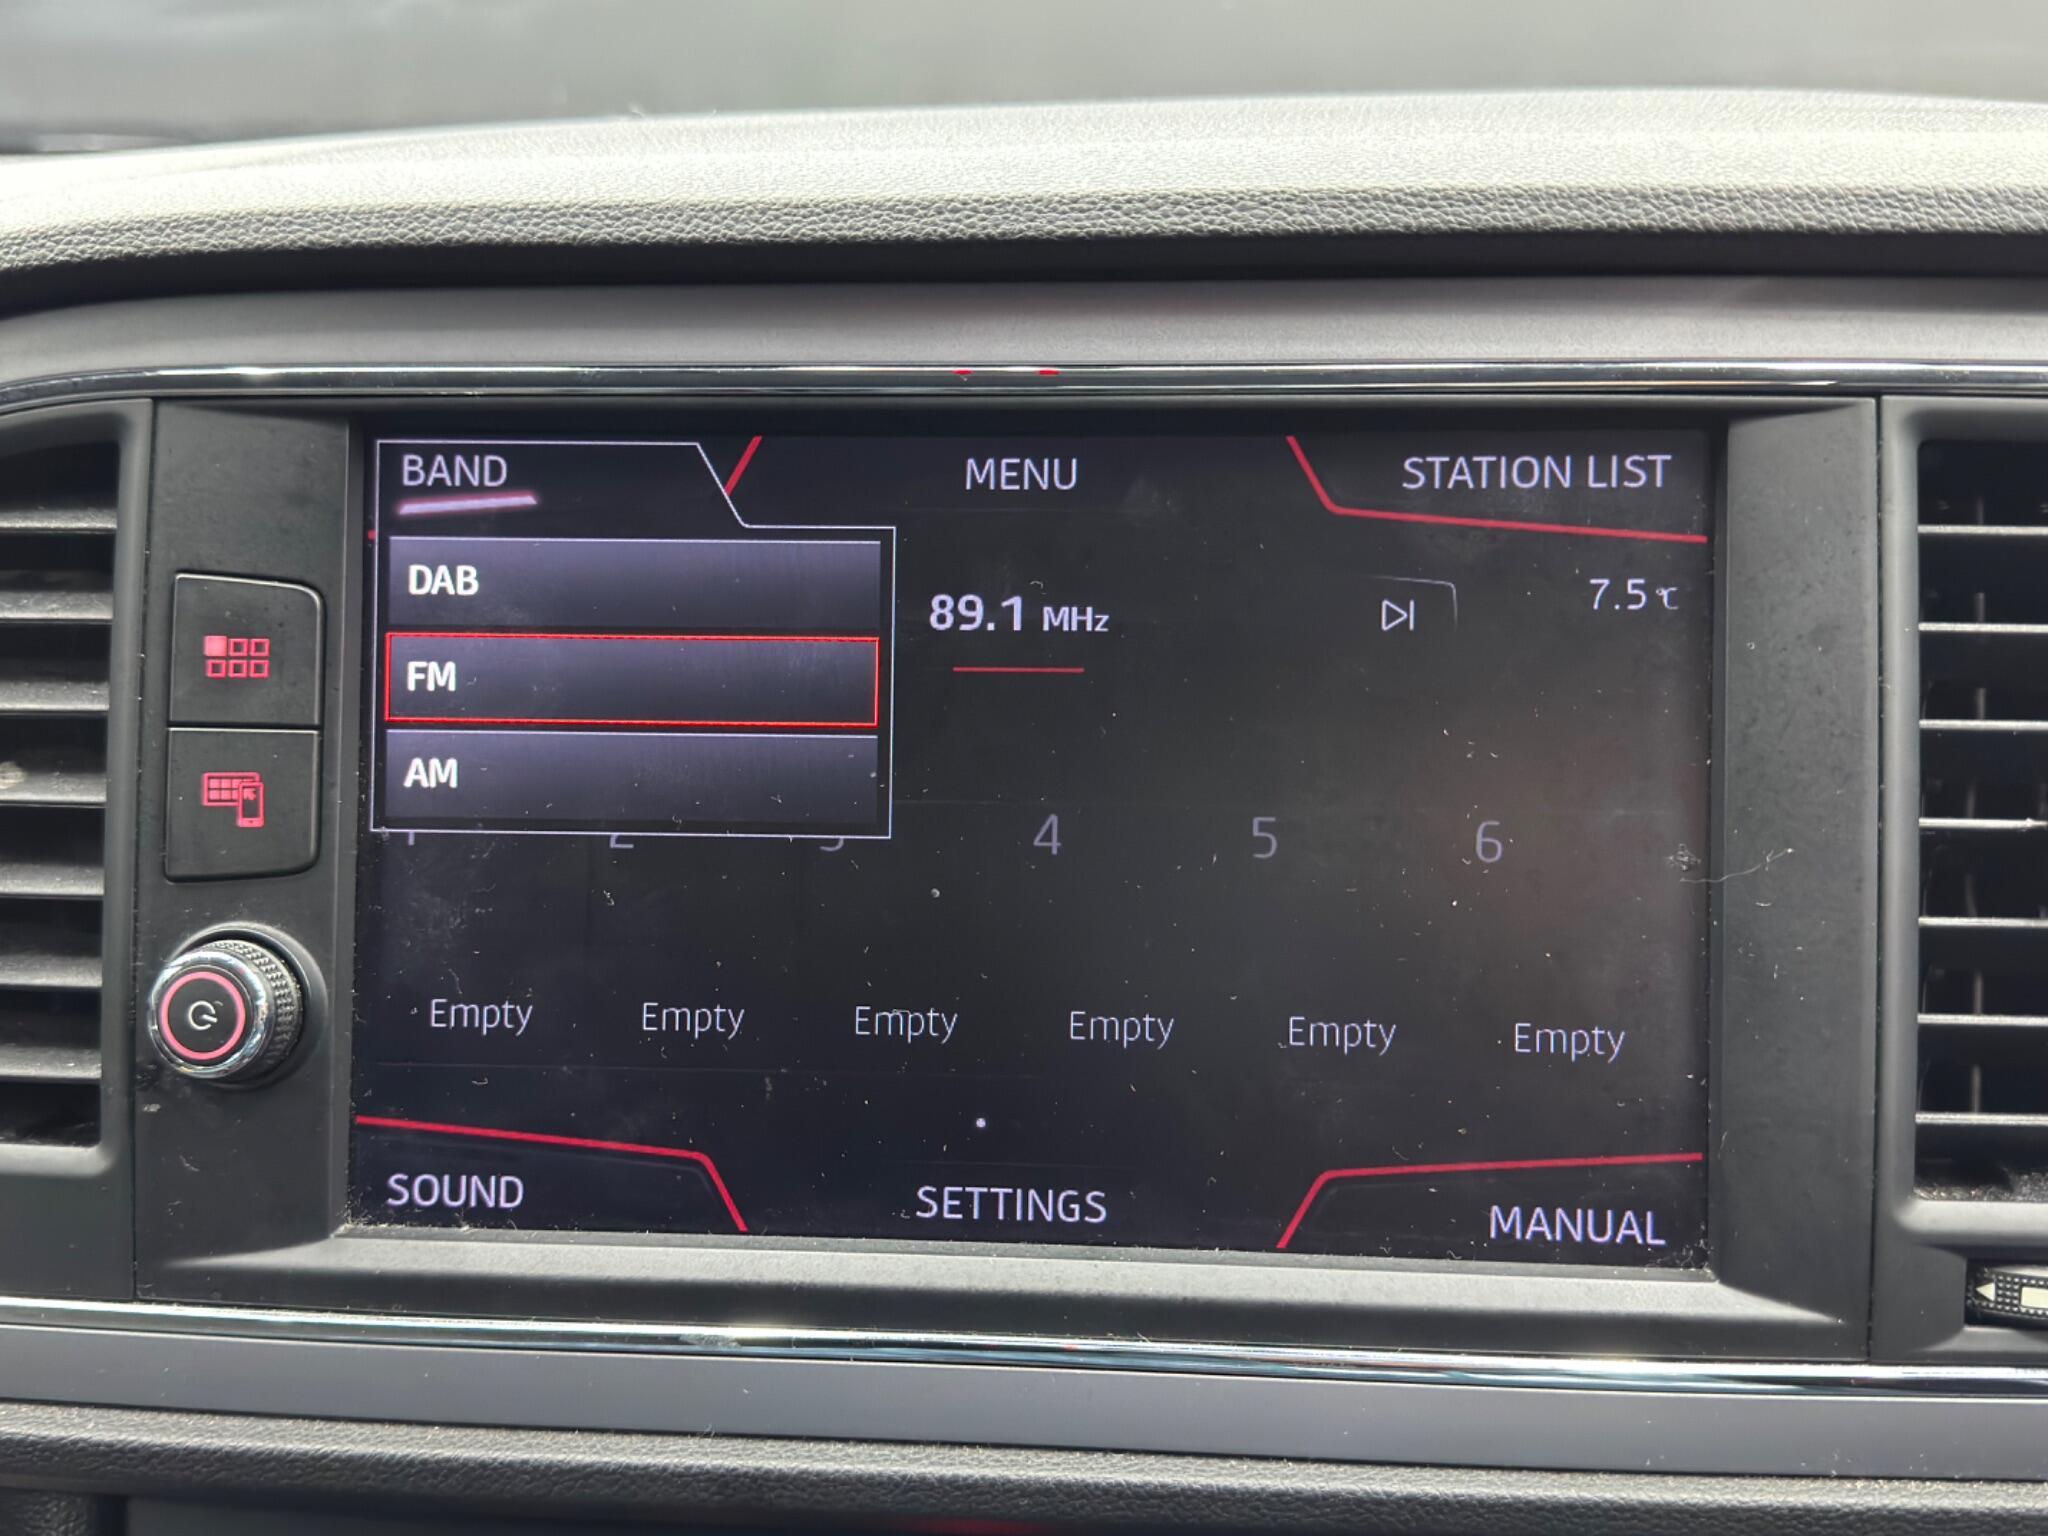 BAND
MENU
STATION LIST
DAB
FM
AM
89.1 MHz
7.5 °C
4 5 6
Empty Empty Empty Empty Empty Empty
SOUND
SETTINGS
MANUAL